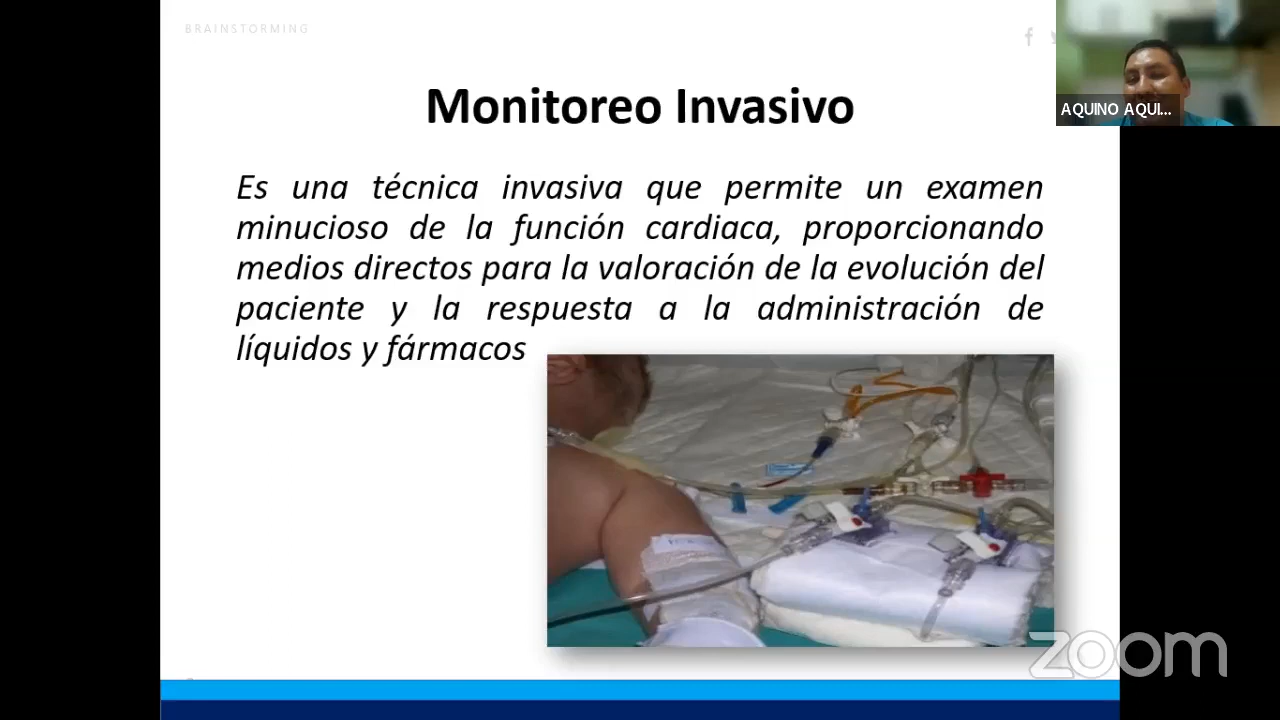 BRAINSTORMING
Monitoreo Invasivo
AQUINO AQUI...
Es una técnica invasiva que permite un examen
minucioso de la función cardiaca, proporcionando
medios directos para la valoración de la evolución del
paciente y la respuesta a la administración de
líquidos y fármacos
zoom